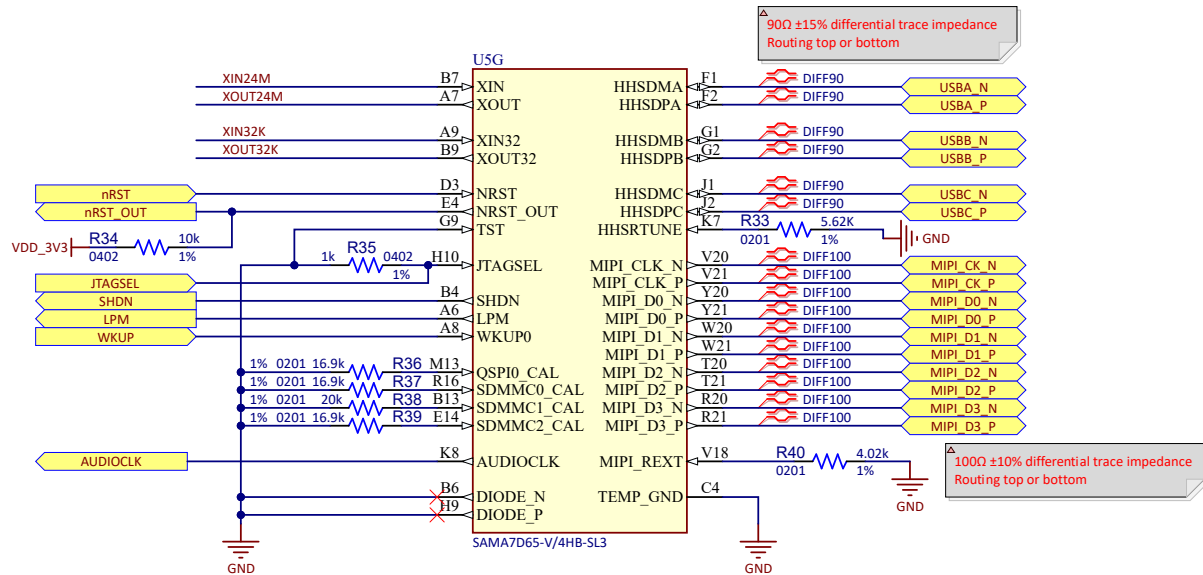 90Ω ±15% differential trace impedance
Routing top or bottom
U5G
XIN24M B7 XIN HHSDMA F1 DIFF90 USBA_N
XOUT24M A7 XOUT HHSDPA F2 DIFF90 USBA_P
XIN32K A9 XIN32 HHSDMB G1 DIFF90 USBB_N
XOUT32K B9 XOUT32 HHSDPB G2 DIFF90 USBB_P
nRST D3 NRST HHSDMC J1 DIFF90 USBC_N
nRST_OUT E4 NRST_OUT HHSDPC J2 DIFF90 USBC_P
G9 TST HHSRTUNE K7 R33 5.62K
0201 1% GND
VDD_3V3 R34 10k
0402 1%
1k R35 0402 H10 JTAGSEL MIPI_CLK_N V20 DIFF100 MIPI_CK_N
1%
JTAGSEL MIPI_CLK_P V21 DIFF100 MIPI_CK_P
SHDN B4 SHDN MIPI_D0_N Y20 DIFF100 MIPI_D0_N
LPM A6 LPM MIPI_D0_P Y21 DIFF100 MIPI_D0_P
WKUP A8 WKUP0 MIPI_D1_N W20 DIFF100 MIPI_D1_N
MIPI_D1_P W21 DIFF100 MIPI_D1_P
1% 0201 16.9k R36 M13 QSPI0_CAL MIPI_D2_N T20 DIFF100 MIPI_D2_N
1% 0201 16.9k R37 R16 SDMMC0_CAL MIPI_D2_P T21 DIFF100 MIPI_D2_P
1% 0201 20k R38 B13 SDMMC1_CAL MIPI_D3_N R20 DIFF100 MIPI_D3_N
1% 0201 16.9k R39 E14 SDMMC2_CAL MIPI_D3_P R21 DIFF100 MIPI_D3_P
AUDIOCLK K8 AUDIOCLK MIPI_REXT V18 R40 4.02k
0201 1%
GND
100Ω ±10% differential trace impedance
Routing top or bottom
B6 DIODE_N TEMP_GND C4
H9 DIODE_P
SAMA7D65-V/4HB-SL3
GND GND